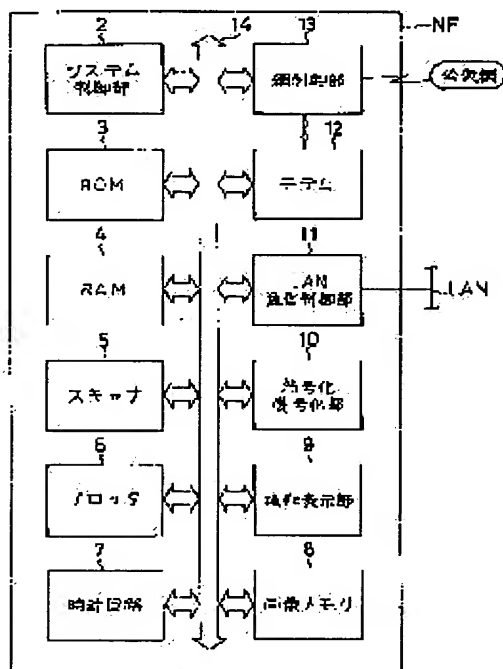 2
14
13
NF
システム
制御部
網制御部
公衆網
3
12
ROM
モデム
4
11
RAM
LAN
通信制御部
LAN
5
10
スキャナ
符号化
復号化部
6
9
プロッタ
操作表示部
7
8
時計回路
画像メモリ